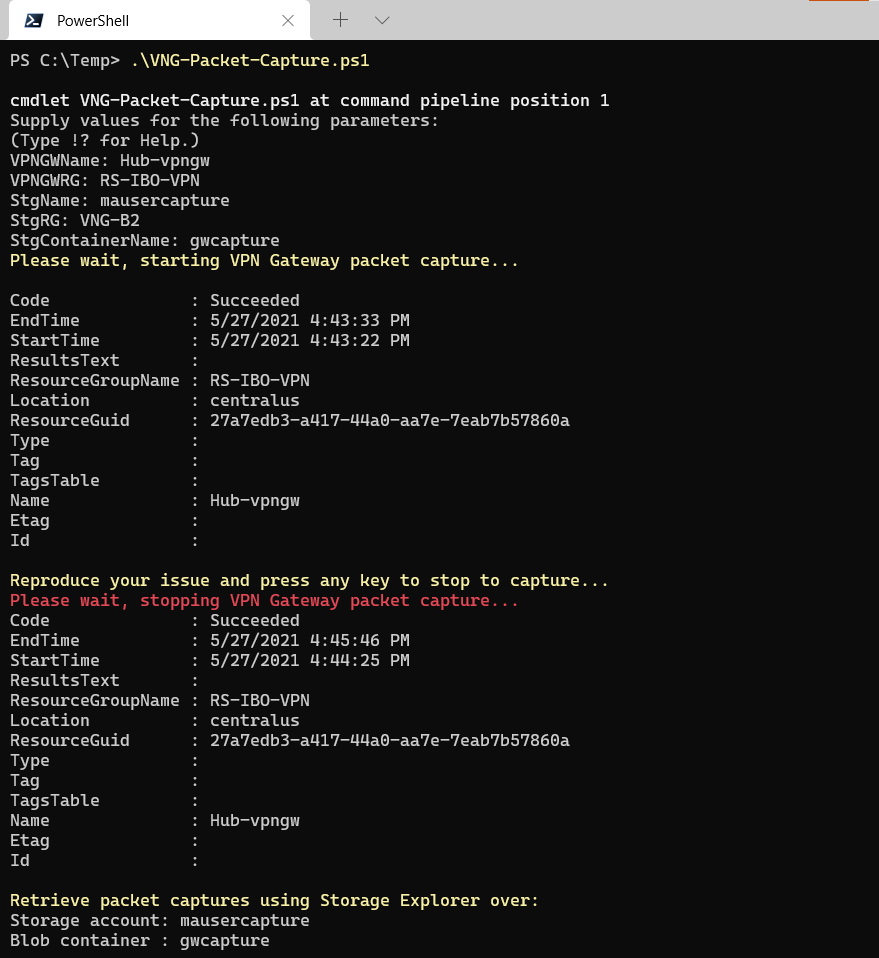 PowerShell
PS C:\Temp> .\VNG-Packet-Capture.ps1
cmdlet VNG-Packet-Capture.ps1 at command pipeline position 1
Supply values for the following parameters:
(Type !? for Help.)
VPNGWName: Hub-vpngw
VPNGWRG: RS-IBO-VPN
StgName: mausercapture
StgRG: VNG-B2
StgContainerName: gwcapture
Please wait, starting VPN Gateway packet capture...
Code              : Succeeded
EndTime           : 5/27/2021 4:43:33 PM
StartTime         : 5/27/2021 4:43:22 PM
ResultsText       :
ResourceGroupName : RS-IBO-VPN
Location          : centralus
ResourceGuid      : 27a7edb3-a417-44a0-aa7e-7eab7b57860a
Type              :
Tag               :
TagsTable         :
Name              : Hub-vpngw
Etag              :
Id                :
Reproduce your issue and press any key to stop to capture...
Please wait, stopping VPN Gateway packet capture...
Code              : Succeeded
EndTime           : 5/27/2021 4:45:46 PM
StartTime         : 5/27/2021 4:44:25 PM
ResultsText       :
ResourceGroupName : RS-IBO-VPN
Location          : centralus
ResourceGuid      : 27a7edb3-a417-44a0-aa7e-7eab7b57860a
Type              :
Tag               :
TagsTable         :
Name              : Hub-vpngw
Etag              :
Id                :
Retrieve packet captures using Storage Explorer over:
Storage account: mausercapture
Blob container : gwcapture